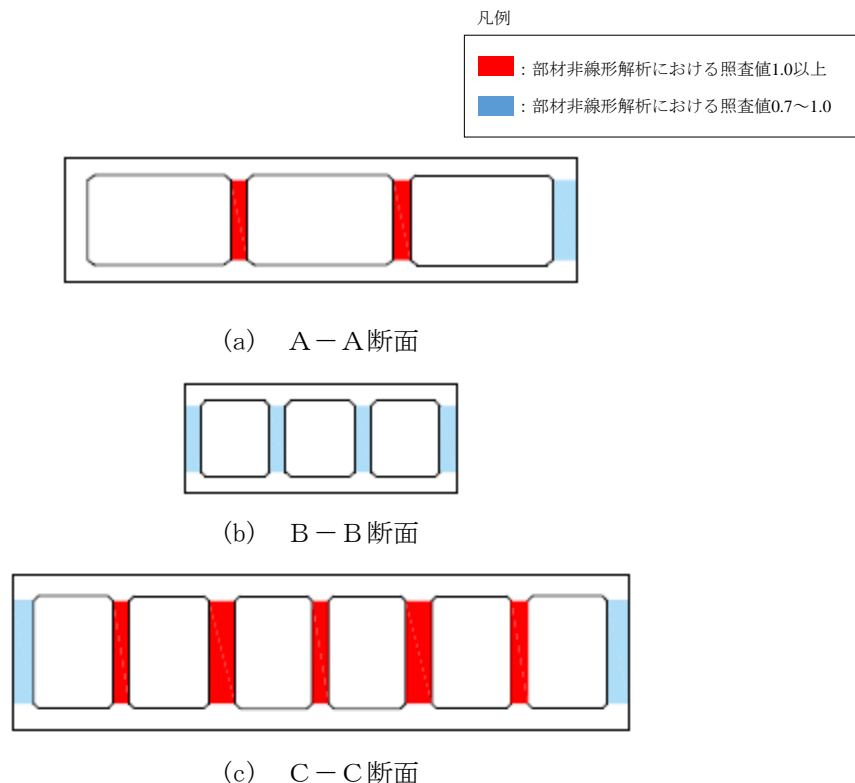 凡例
：部材非線形解析における照査値1.0以上
：部材非線形解析における照査値0.7～1.0
(a)　Ａ－Ａ断面
(b)　Ｂ－Ｂ断面
(c)　Ｃ－Ｃ断面